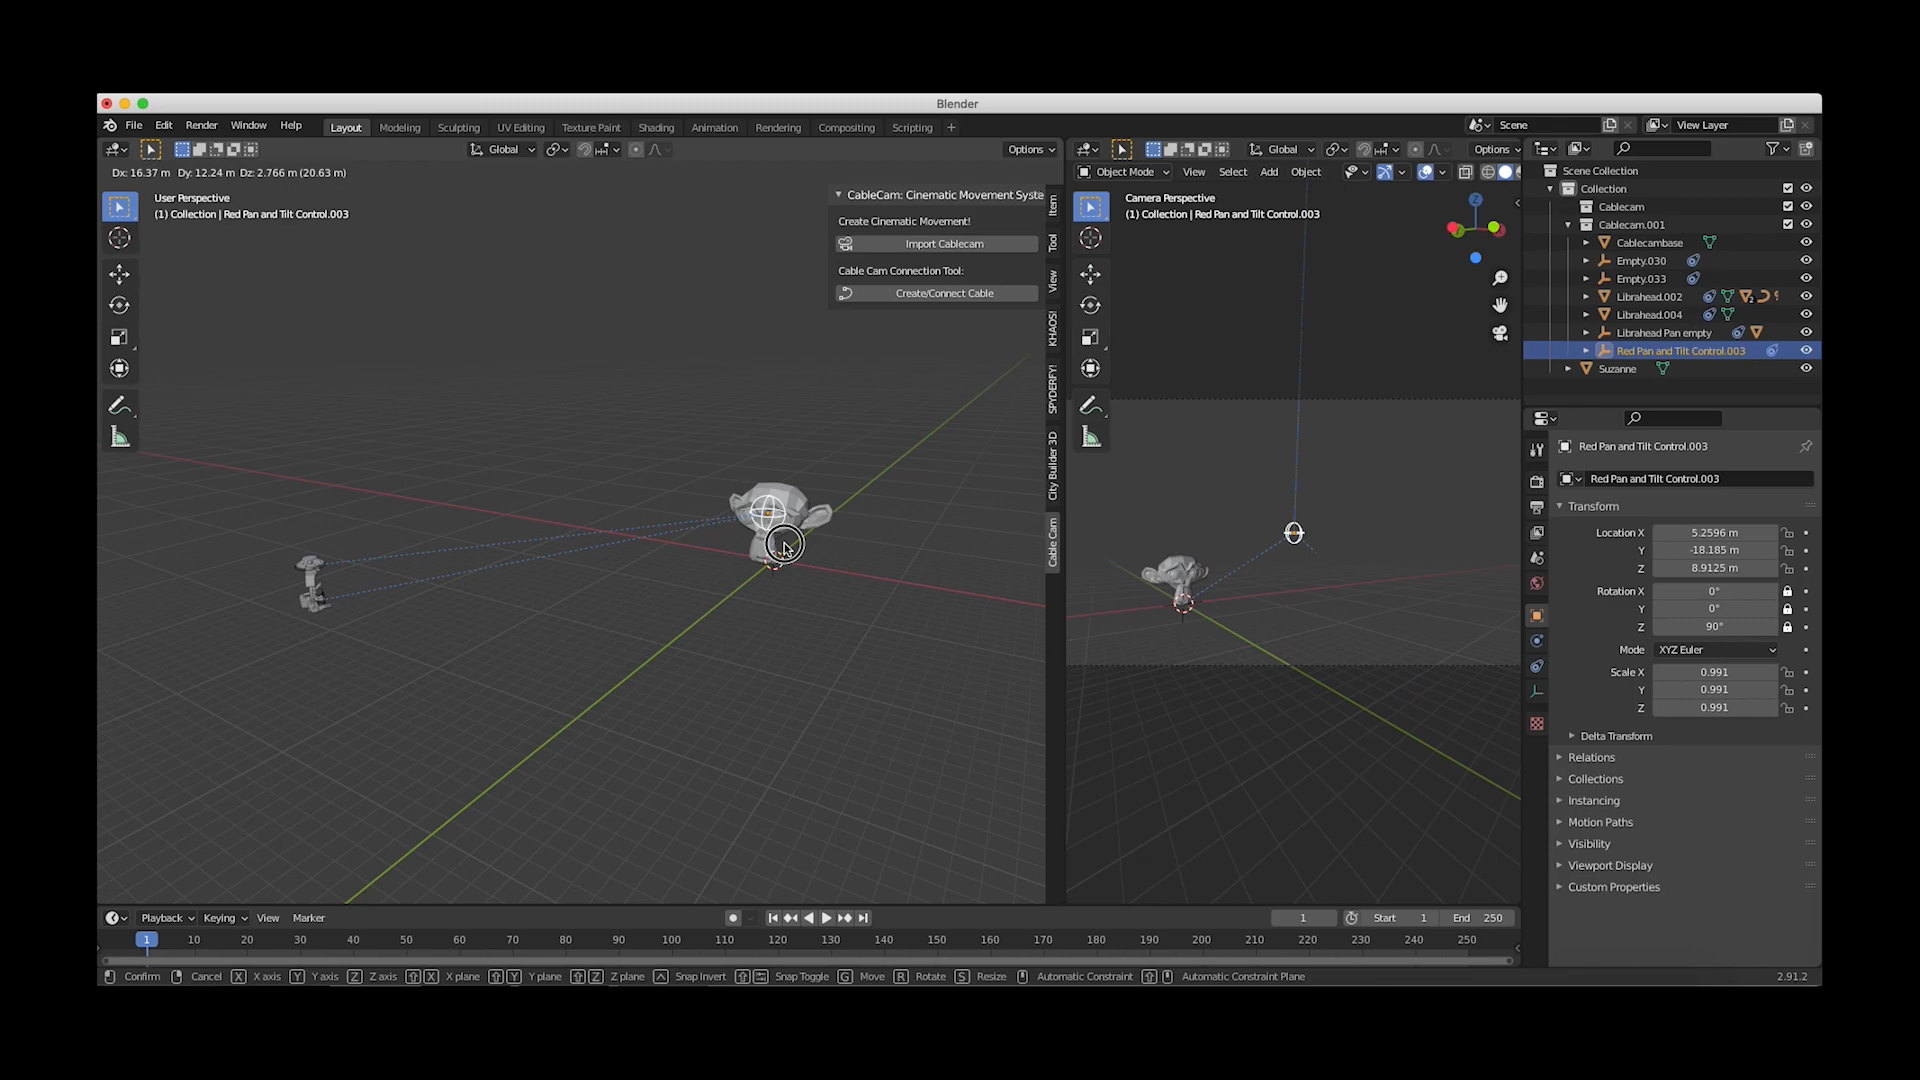 Blender
File Edit Render Window Help Layout Modeling Sculpting UV Editing Texture Paint Shading Animation Rendering Compositing Scripting + Scene View Layer
Global Options Global Options
Dx: 16.37 m Dy: 12.24 m Dz: 2.766 m (20.63 m)
Object Mode View Select Add Object
User Perspective
(1) Collection | Red Pan and Tilt Control.003
CableCam: Cinematic Movement Syste
Create Cinematic Movement!
Import Cablecam
Cable Cam Connection Tool:
Create/Connect Cable
Item
Tool
View
KHAOS!
SPYDERFY!
City Builder 3D
Cable Cam
Camera Perspective
(1) Collection | Red Pan and Tilt Control.003
Z
Scene Collection
Collection
Cablecam
Cablecam.001
Cablecambase
Empty.030
Empty.033
Librahead.002 2
Librahead.004
Librahead Pan empty
Red Pan and Tilt Control.003
Suzanne
Red Pan and Tilt Control.003
Red Pan and Tilt Control.003
Transform
Location X 5.2596 m
Y -18.185 m
Z 8.9125 m
Rotation X 0°
Y 0°
Z 90°
Mode XYZ Euler
Scale X 0.991
Y 0.991
Z 0.991
Delta Transform
Relations
Collections
Instancing
Motion Paths
Visibility
Viewport Display
Custom Properties
Playback Keying View Marker 1 Start 1 End 250
1 10 20 30 40 50 60 70 80 90 100 110 120 130 140 150 160 170 180 190 200 210 220 230 240 250
Confirm Cancel X X axis Y Y axis Z Z axis X X plane Y Y plane Z Z plane Snap Invert Snap Toggle G Move R Rotate S Resize Automatic Constraint Automatic Constraint Plane 2.91.2